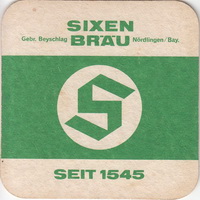 SIXEN
Gebr. Beyschlag BRÄU Nördlingen/Bay.
S
SEIT 1545